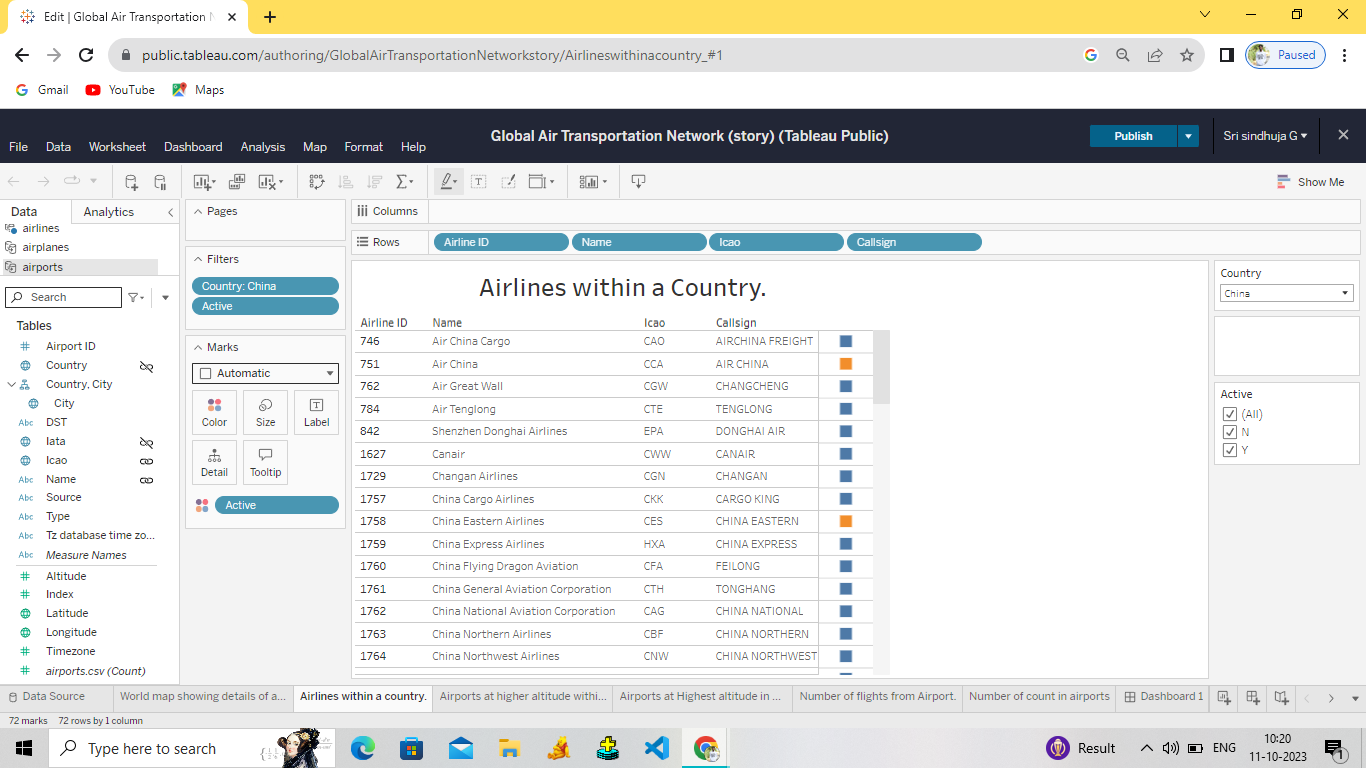 Edit | Global Air Transportation N
public.tableau.com/authoring/GlobalAirTransportationNetworkstory/Airlineswithinacountry_#1
Paused
Gmail
YouTube
Maps
Global Air Transportation Network (story) (Tableau Public)
Publish
Sri sindhuja G
File
Data
Worksheet
Dashboard
Analysis
Map
Format
Help
Show Me
Data
Analytics
airlines
airplanes
airports
Search
Tables
Airport ID
Country
Country, City
City
Abc DST
Iata
Icao
Abc Name
Abc Source
Abc Type
Abc Tz database time zo...
Abc Measure Names
Altitude
Index
Latitude
Longitude
Timezone
airports.csv (Count)
Pages
Filters
Country: China
Active
Marks
Automatic
Color
Size
Label
Detail
Tooltip
Active
Columns
Rows
Airline ID
Name
Icao
Callsign
Airlines within a Country.
Airline ID Name Icao Callsign
746 Air China Cargo CAO AIRCHINA FREIGHT
751 Air China CCA AIR CHINA
762 Air Great Wall CGW CHANGCHENG
784 Air Tenglong CTE TENGLONG
842 Shenzhen Donghai Airlines EPA DONGHAI AIR
1627 Canair CWW CANAIR
1729 Changan Airlines CGN CHANGAN
1757 China Cargo Airlines CKK CARGO KING
1758 China Eastern Airlines CES CHINA EASTERN
1759 China Express Airlines HXA CHINA EXPRESS
1760 China Flying Dragon Aviation CFA FEILONG
1761 China General Aviation Corporation CTH TONGHANG
1762 China National Aviation Corporation CAG CHINA NATIONAL
1763 China Northern Airlines CBF CHINA NORTHERN
1764 China Northwest Airlines CNW CHINA NORTHWEST
Country
China
Active
(All)
N
Y
Data Source
World map showing details of a...
Airlines within a country.
Airports at higher altitude withi...
Airports at Highest altitude in ...
Number of flights from Airport.
Number of count in airports
Dashboard 1
72 marks 72 rows by 1 column
Type here to search
Result
ENG
10:20
11-10-2023
1